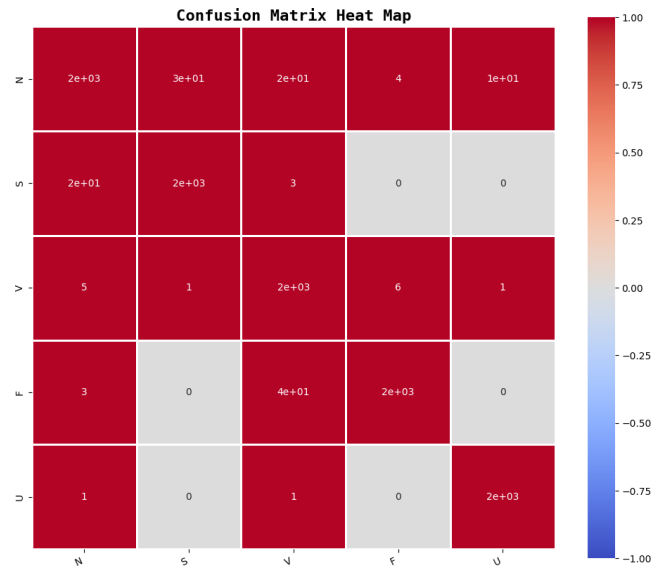 Confusion Matrix Heat Map
N 2e+03 3e+01 2e+01 4 1e+01
S 2e+01 2e+03 3 0 0
V 5 1 2e+03 6 1
F 3 0 4e+01 2e+03 0
U 1 0 1 0 2e+03
N S V F U
1.00
0.75
0.50
0.25
0.00
−0.25
−0.50
−0.75
−1.00